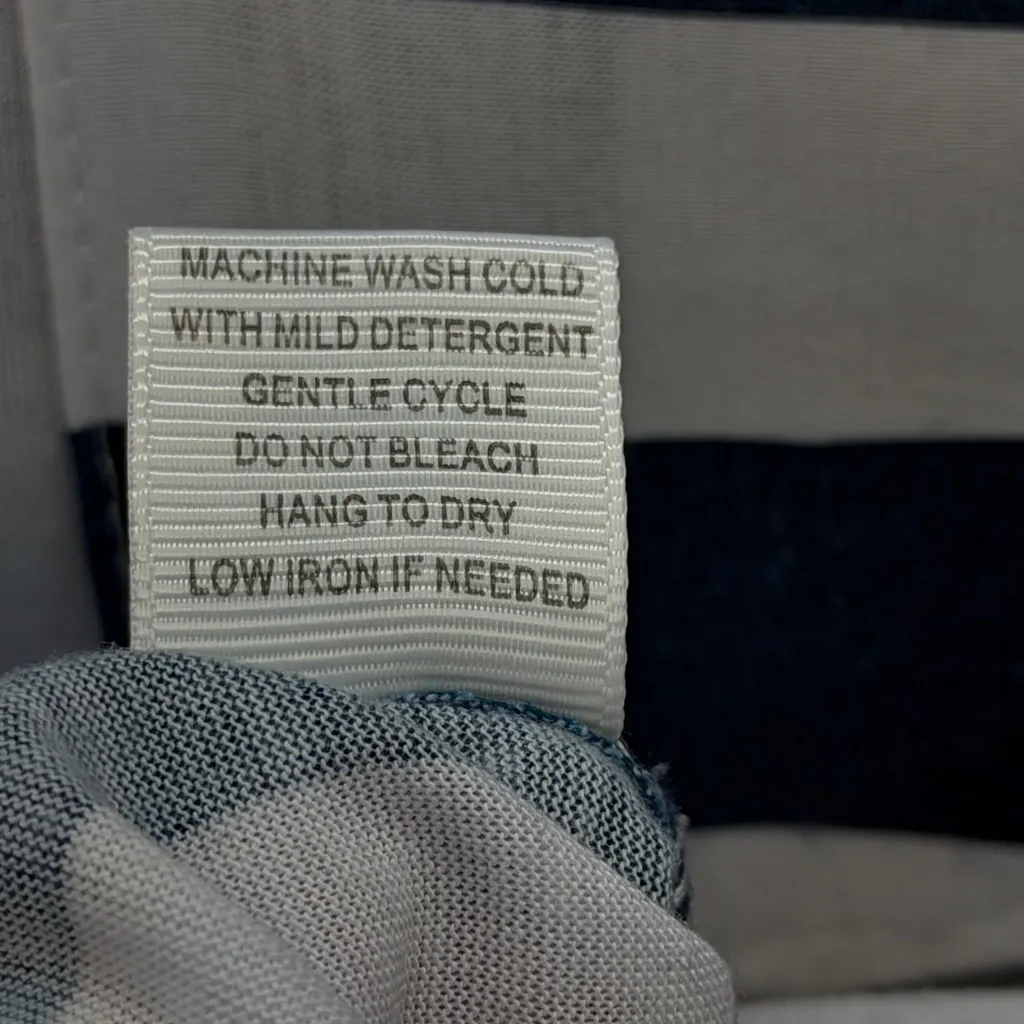 MACHINE WASH COLD
WITH MILD DETERGENT
GENTLE CYCLE
DO NOT BLEACH
HANG TO DRY
LOW IRON IF NEEDED